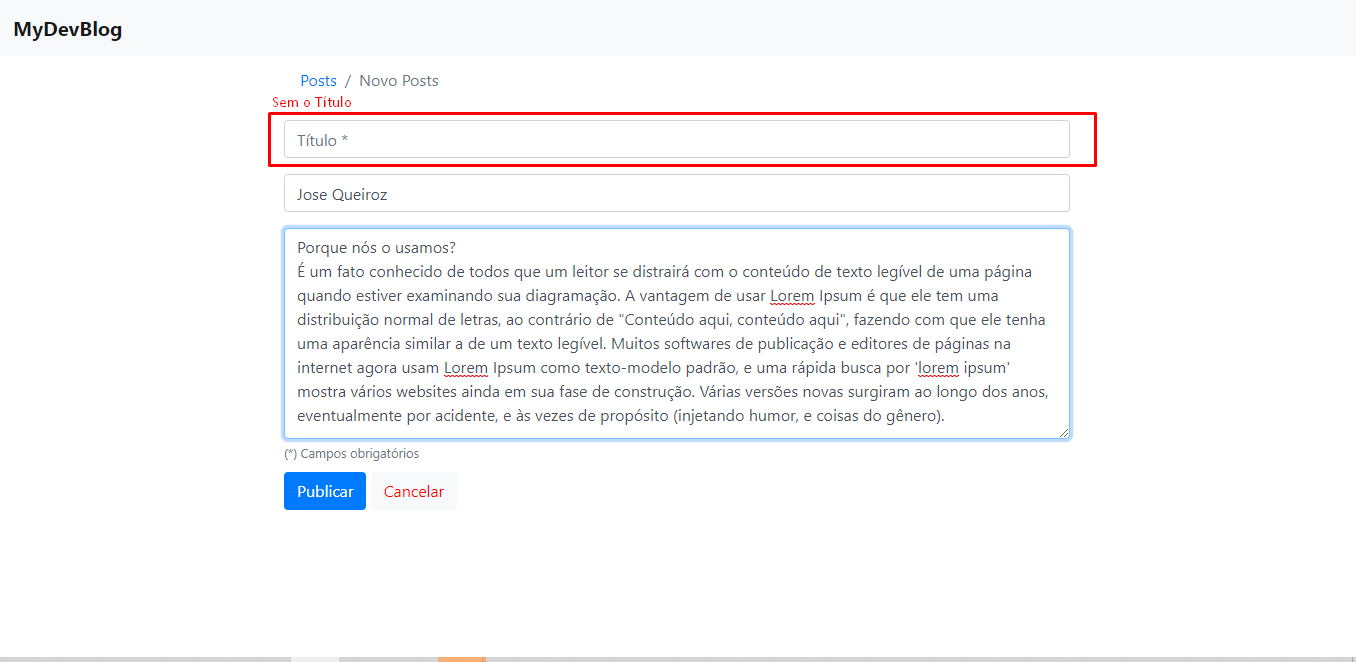 MyDevBlog
Posts / Novo Posts
Sem o Título
Título *
Jose Queiroz
Porque nós o usamos?
É um fato conhecido de todos que um leitor se distrairá com o conteúdo de texto legível de uma página
quando estiver examinando sua diagramação. A vantagem de usar Lorem Ipsum é que ele tem uma
distribuição normal de letras, ao contrário de "Conteúdo aqui, conteúdo aqui", fazendo com que ele tenha
uma aparência similar a de um texto legível. Muitos softwares de publicação e editores de páginas na
internet agora usam Lorem Ipsum como texto-modelo padrão, e uma rápida busca por 'lorem ipsum'
mostra vários websites ainda em sua fase de construção. Várias versões novas surgiram ao longo dos anos,
eventualmente por acidente, e às vezes de propósito (injetando humor, e coisas do gênero).
(*) Campos obrigatórios
Publicar Cancelar